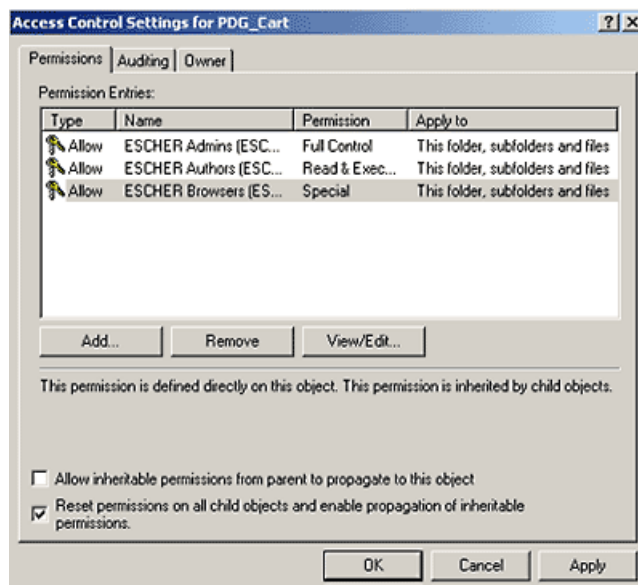 Access Control Settings for PDG_Cart
Permissions Auditing Owner
Permission Entries:
Type Name Permission Apply to
Allow ESCHER Admins (ESC... Full Control This folder, subfolders and files
Allow ESCHER Authors (ESC... Read & Exec... This folder, subfolders and files
Allow ESCHER Browsers (ES... Special This folder, subfolders and files
Add... Remove View/Edit...
This permission is defined directly on this object. This permission is inherited by child objects.
Allow inheritable permissions from parent to propagate to this object
Reset permissions on all child objects and enable propagation of inheritable
permissions.
OK Cancel Apply